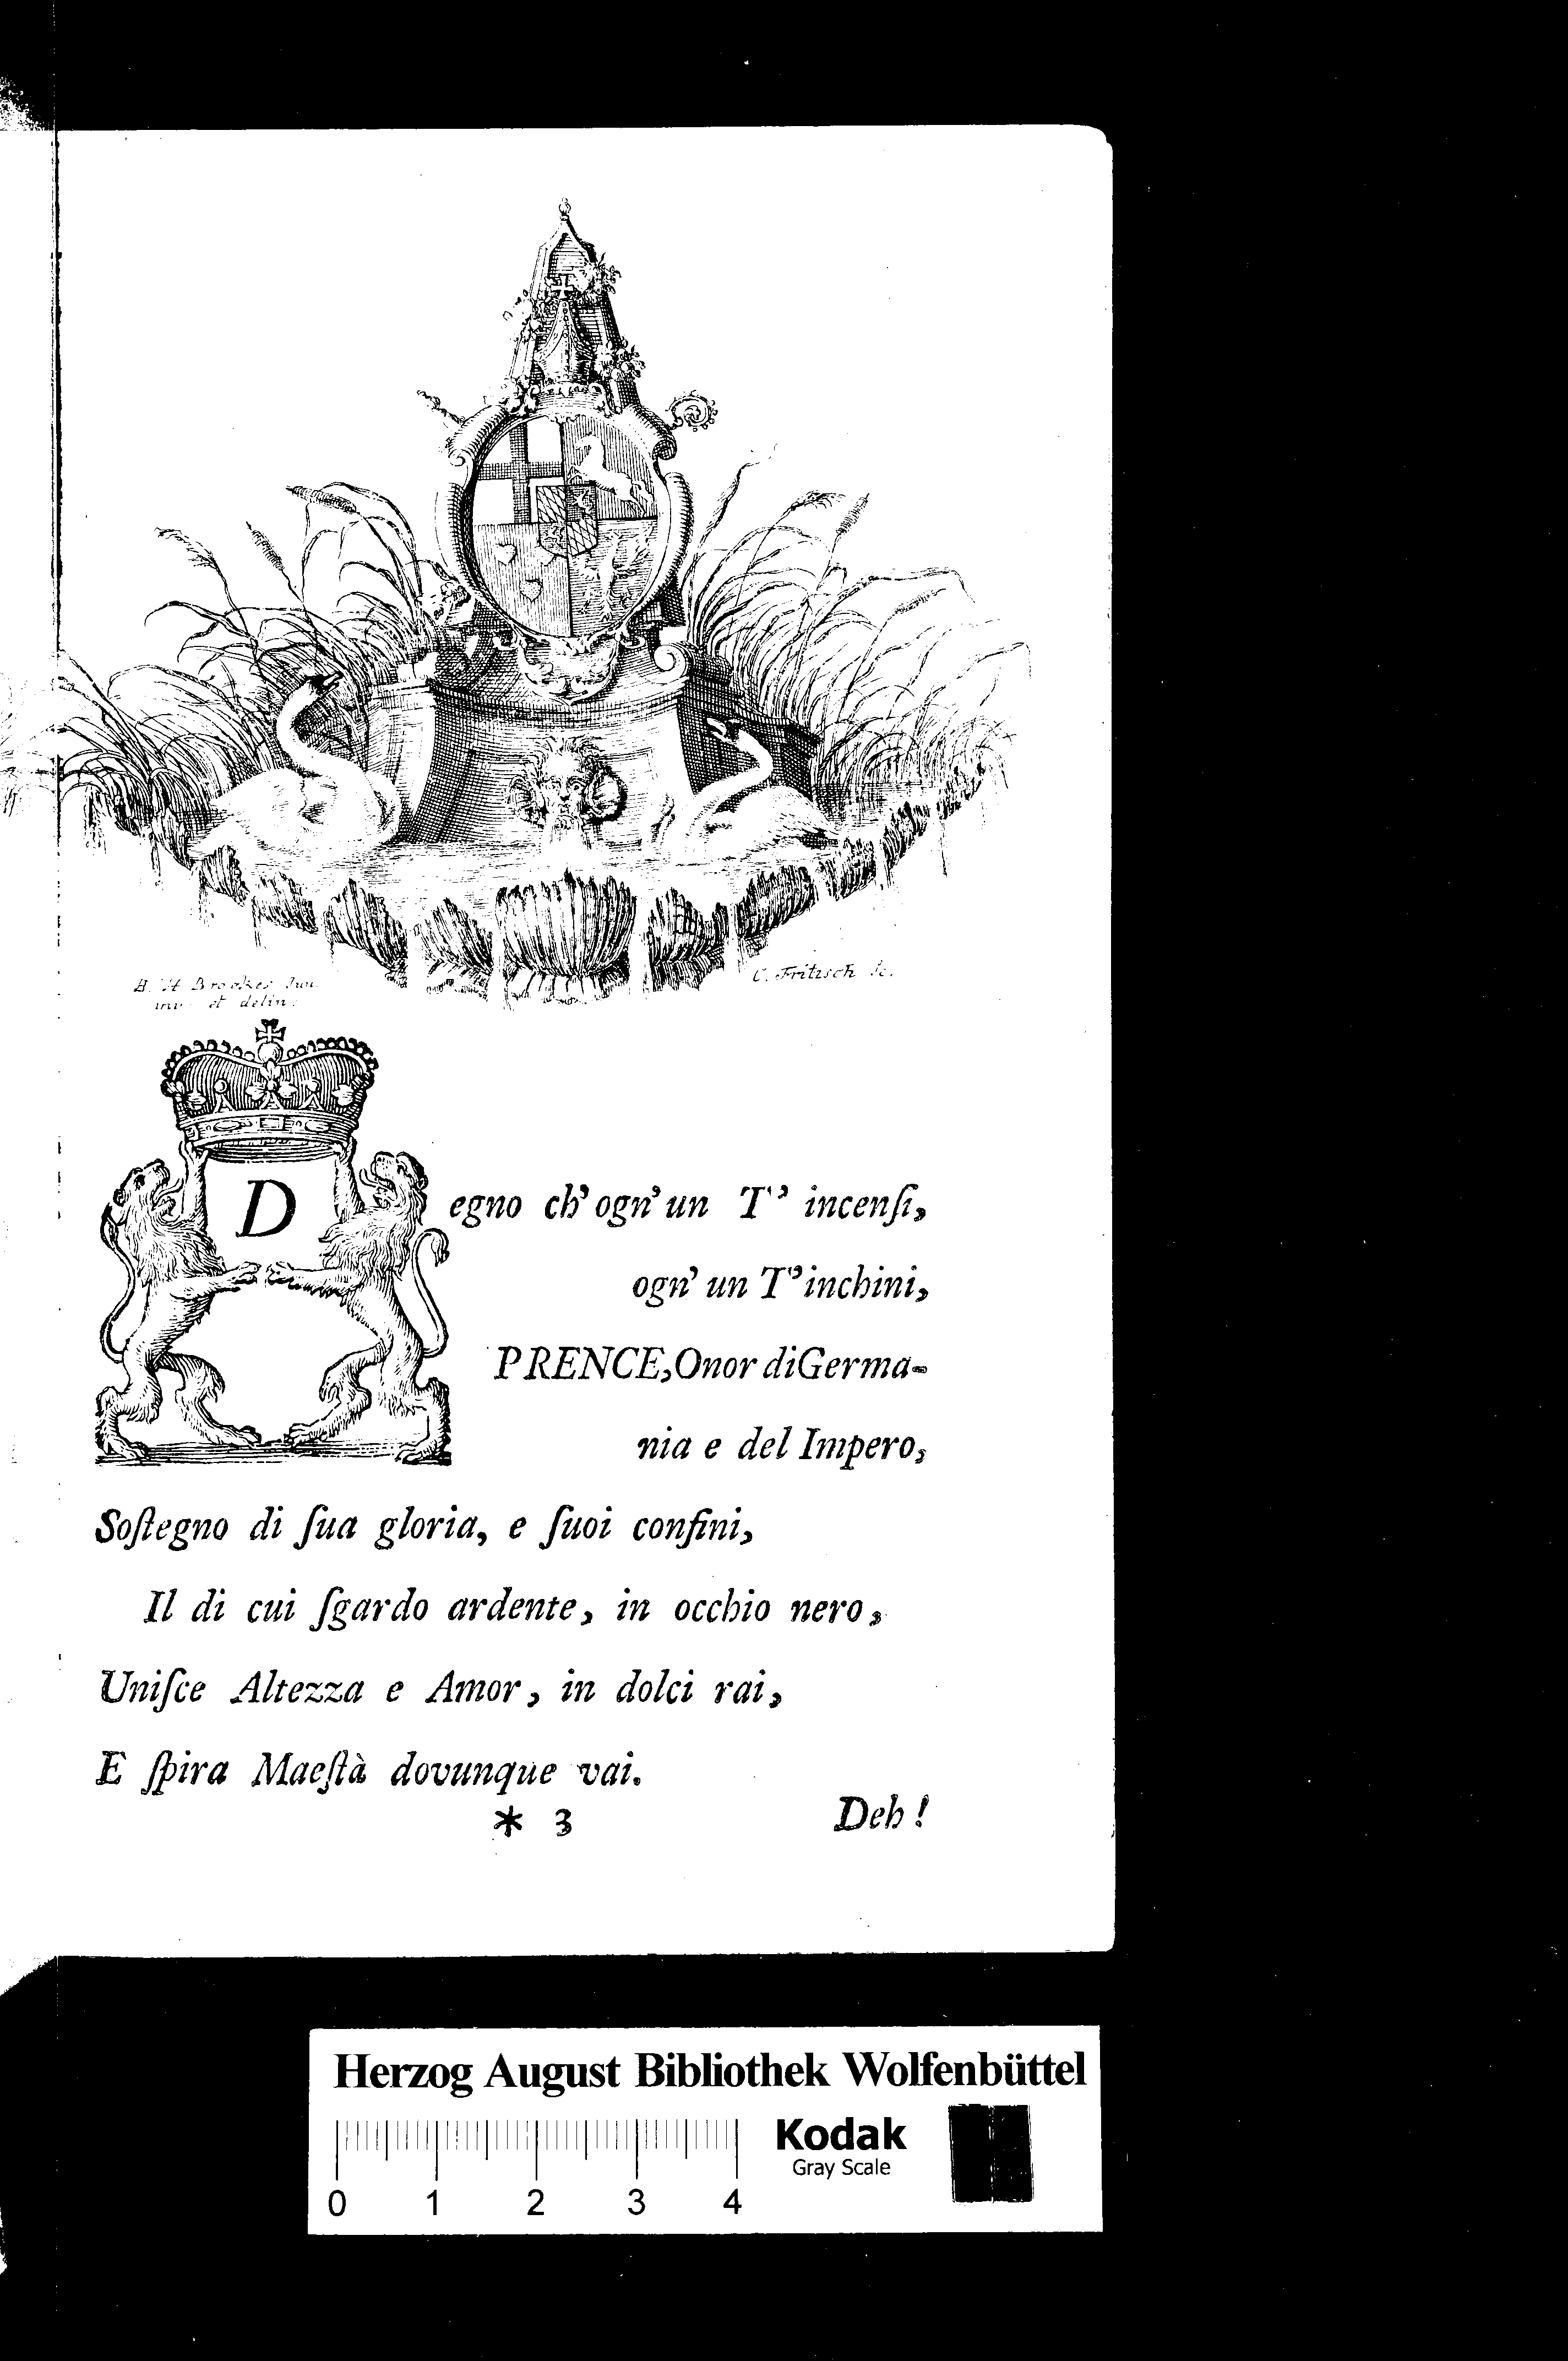 B. H Brockes Jun.
inv. et delin.
C. Fritzsch sc.
Degno ch' ogn' un T' incenſi,
ogn' un T' inchini,
PRENCE, Onor di Germa-
nia e del Impero,
Soſtegno di ſua gloria, e ſuoi confini,
Il di cui ſgardo ardente, in occhio nero,
Uniſce Altezza e Amor, in dolci rai,
E ſpira Maeſtà dovunque vai.
* 3
Deh!
Herzog August Bibliothek Wolfenbüttel
Kodak
Gray Scale
0 1 2 3 4